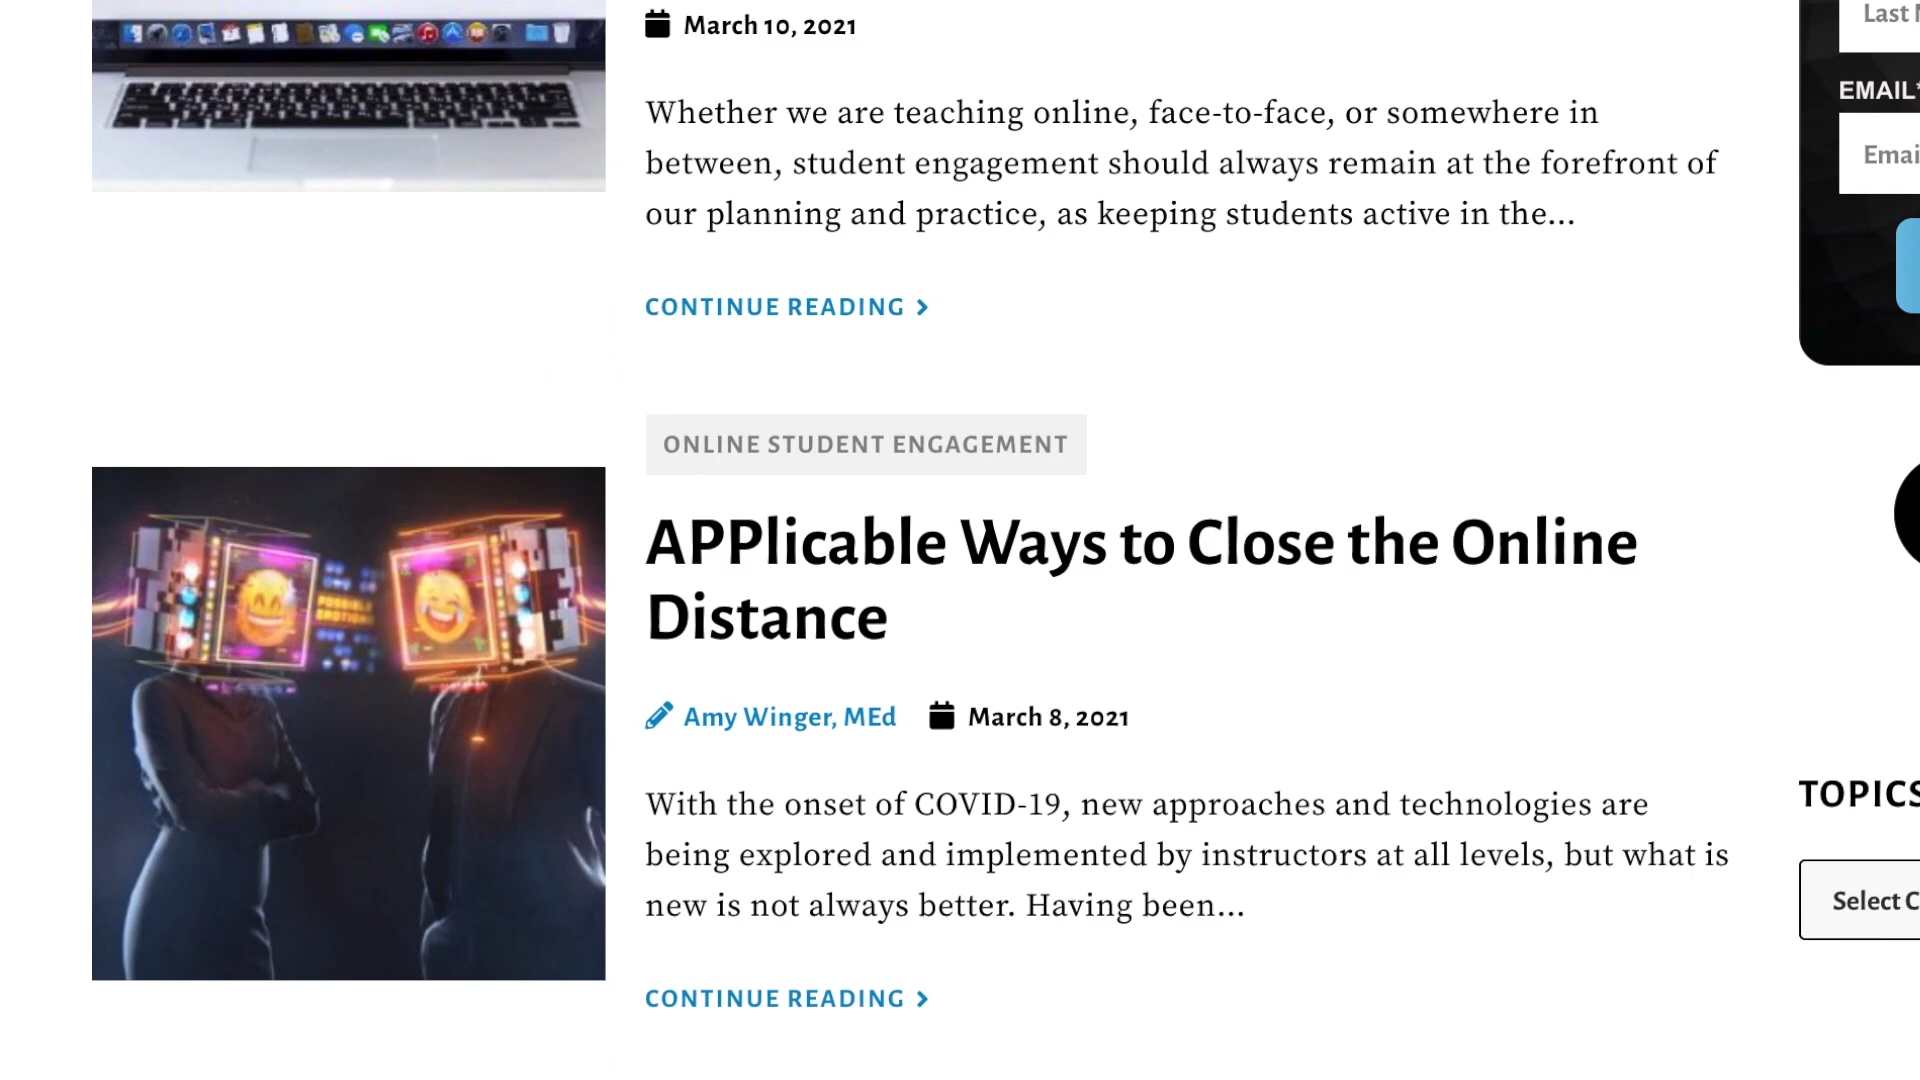 March 10, 2021
Last
EMAIL*
Whether we are teaching online, face-to-face, or somewhere in
between, student engagement should always remain at the forefront of
our planning and practice, as keeping students active in the...
CONTINUE READING
ONLINE STUDENT ENGAGEMENT
APPlicable Ways to Close the Online
Distance
POSSIBLE
EMOTIONS
Amy Winger, MEd March 8, 2021
With the onset of COVID-19, new approaches and technologies are
being explored and implemented by instructors at all levels, but what is
new is not always better. Having been...
CONTINUE READING
TOPICS
Select